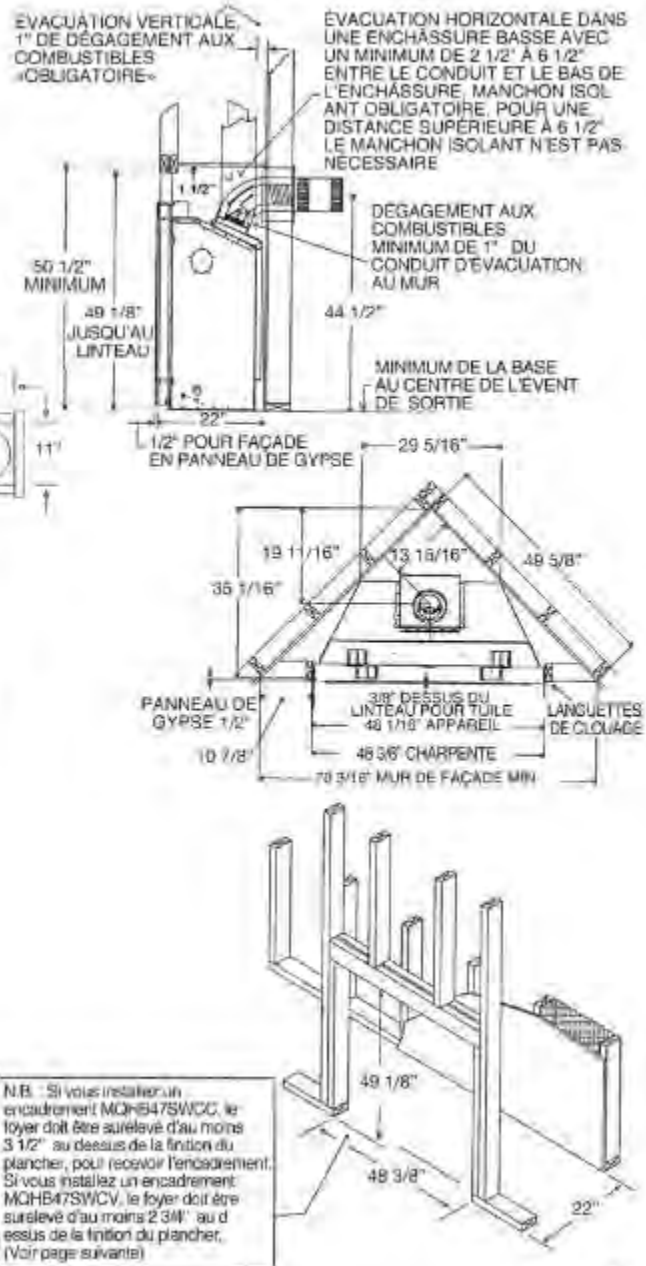 EVACUATION VERTICALE,
1" DE DÉGAGEMENT AUX
COMBUSTIBLES
«OBLIGATOIRE»
EVACUATION HORIZONTALE DANS
UNE ENCHÂSSURE BASSE AVEC
UN MINIMUM DE 2 1/2" À 6 1/2"
ENTRE LE CONDUIT ET LE BAS DE
L'ENCHÂSSURE, MANCHON ISOL
ANT OBLIGATOIRE, POUR UNE
DISTANCE SUPÉRIEURE À 6 1/2"
LE MANCHON ISOLANT N'EST PAS
NÉCESSAIRE
1 1/2"
DÉGAGEMENT AUX
COMBUSTIBLES
MINIMUM DE 1" DU
CONDUIT D'ÉVACUATION
AU MUR
50 1/2"
MINIMUM
49 1/8"
JUSQU'AU
LINTEAU
44 1/2"
MINIMUM DE LA BASE
AU CENTRE DE L'ÉVENT
DE SORTIE
22"
11"
1/2" POUR FAÇADE
EN PANNEAU DE GYPSE
29 5/16"
19 11/16"
13 15/16"
49 5/8"
35 1/16"
PANNEAU DE
GYPSE 1/2"
3/8" DESSUS DU
LINTEAU POUR TUILE
48 1/16" APPAREIL
LANGUETTES
DE CLOUAGE
10 7/8"
48 3/8" CHARPENTE
70 3/16" MUR DE FAÇADE MIN
49 1/8"
48 3/8"
22"
N.B. : Si vous installez un
encadrement MQHB47SWCC, le
foyer doit être surélevé d'au moins
3 1/2" au dessus de la finition du
plancher, pour recevoir l'encadrement.
Si vous installez un encadrement
MQHB47SWCV, le foyer doit être
surélevé d'au moins 2 3/4" au d
essus de la finition du plancher.
(Voir page suivante)